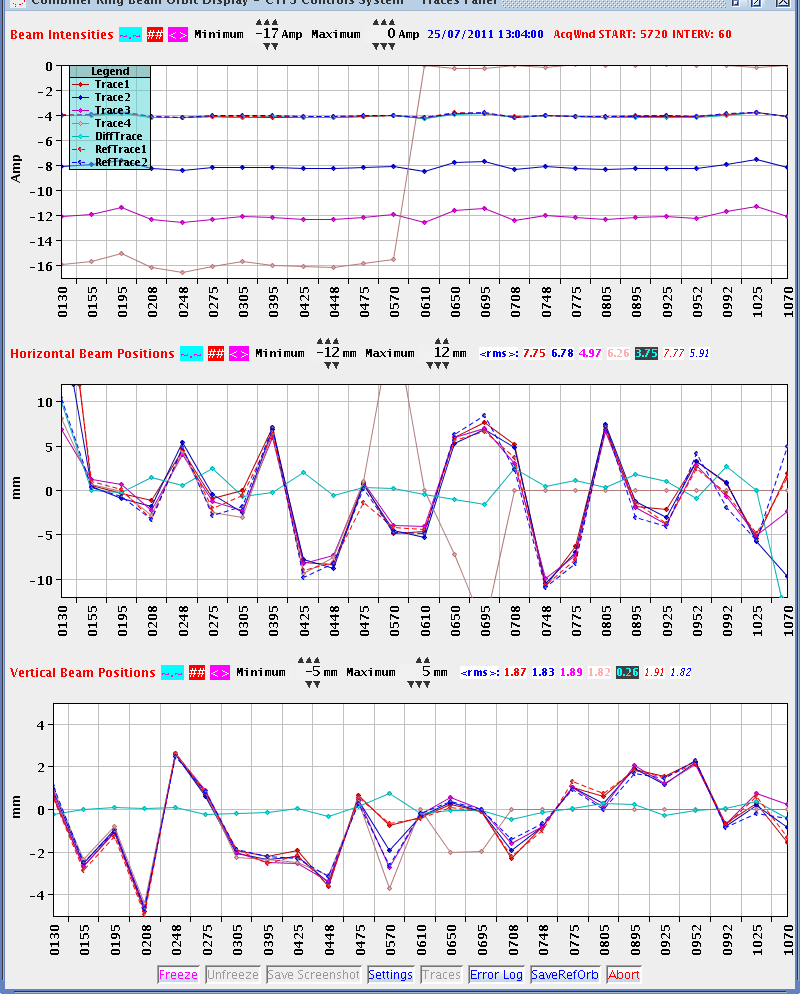 Combiner Ring Beam Orbit Display - CTF3 Controls System - Traces Panel
Beam Intensities ~.~ ## <> Minimum -17 Amp Maximum 0 Amp 25/07/2011 13:04:00 AcqWnd START: 5720 INTERV: 60
Legend
Trace1
Trace2
Trace3
Trace4
DiffTrace
RefTrace1
RefTrace2
0
-2
-4
-6
-8
-10
-12
-14
-16
Amp
0130 0155 0195 0208 0248 0275 0305 0395 0425 0448 0475 0570 0610 0650 0695 0708 0748 0775 0805 0895 0952 0992 1025 1070
Horizontal Beam Positions ~.~ ## <> Minimum -12 mm Maximum 12 mm <rms>: 7.75 6.78 4.97 6.26 3.75 7.77 5.91
10
5
0
-5
-10
mm
0130 0155 0195 0208 0248 0275 0305 0395 0425 0448 0475 0570 0610 0650 0695 0708 0748 0775 0805 0895 0952 0992 1025 1070
Vertical Beam Positions ~.~ ## <> Minimum -5 mm Maximum 5 mm <rms>: 1.87 1.83 1.89 1.82 0.26 1.91 1.82
4
2
0
-2
-4
mm
0130 0155 0195 0208 0248 0275 0305 0395 0425 0448 0475 0570 0610 0650 0695 0708 0748 0775 0805 0895 0952 0992 1025 1070
Freeze Unfreeze Save Screenshot Settings Traces Error Log SaveRefOrb Abort